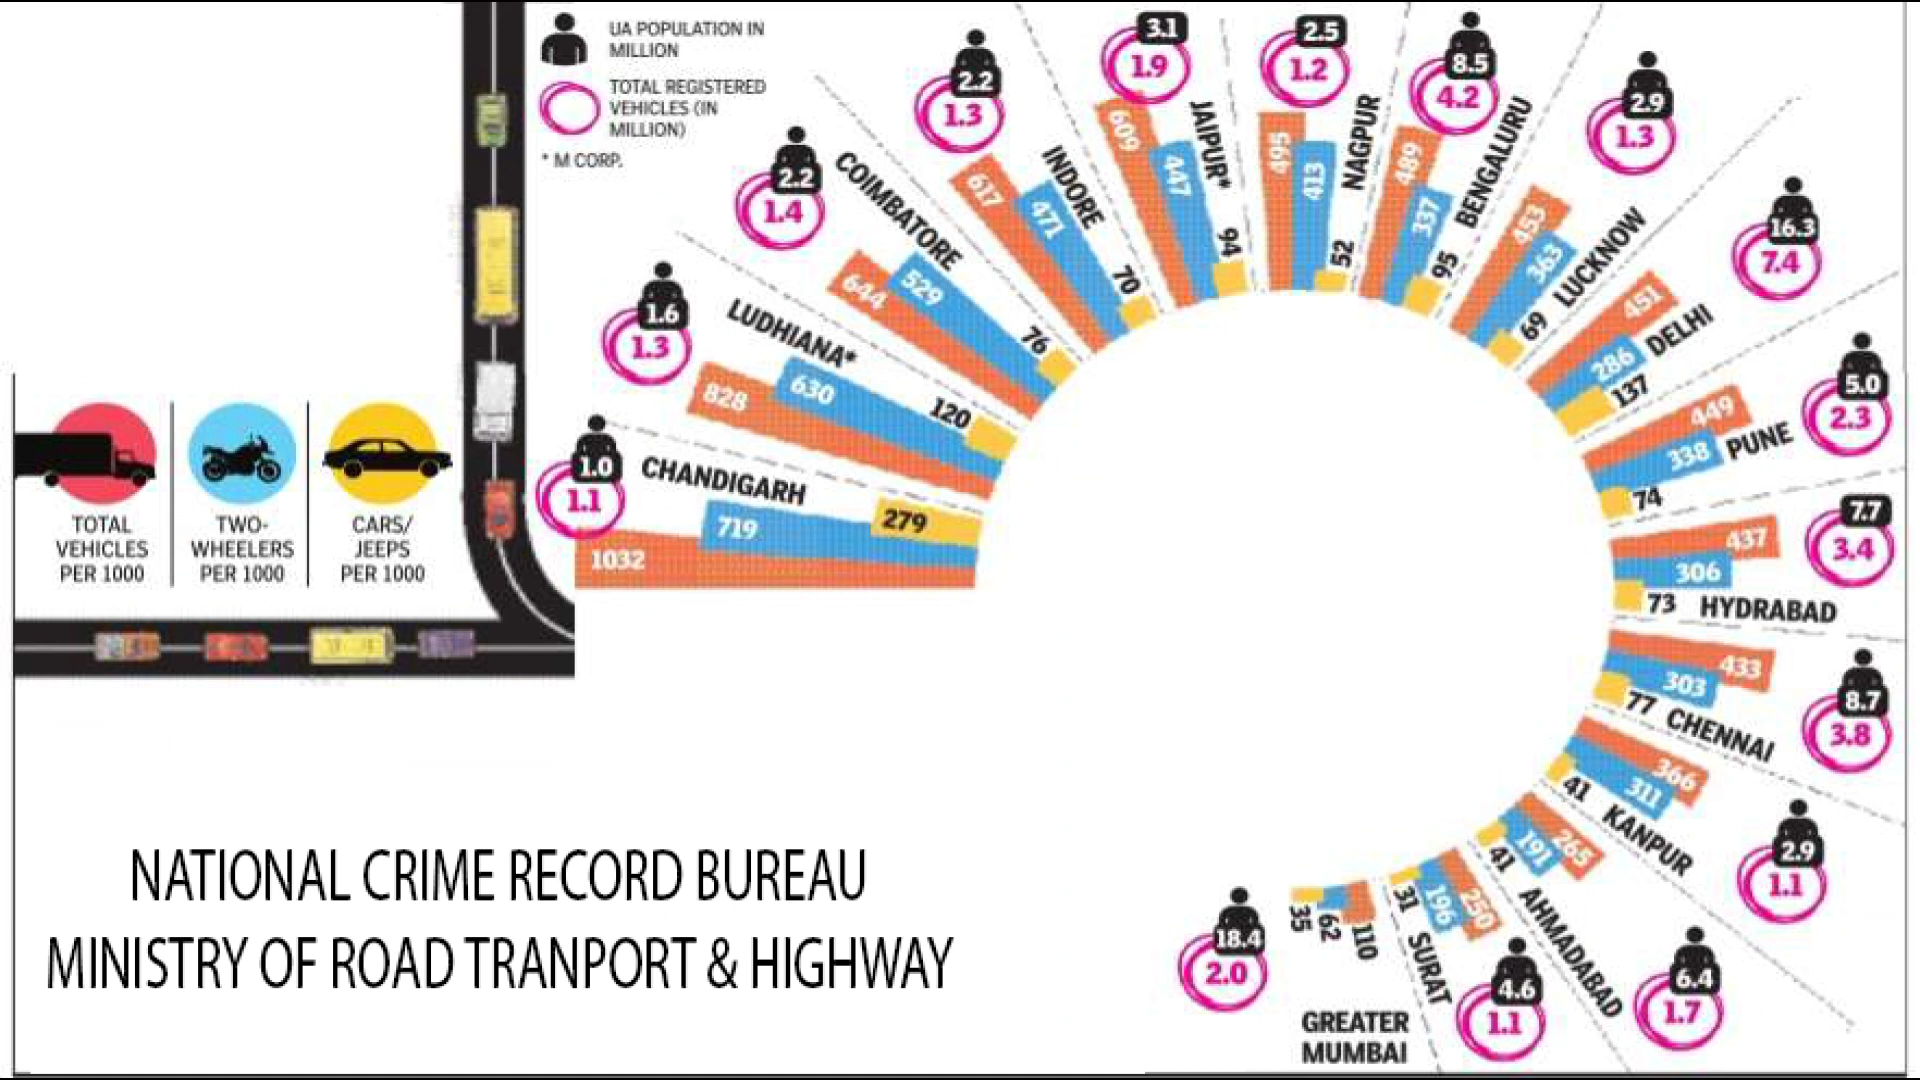 UA POPULATION IN
MILLION
TOTAL REGISTERED
VEHICLES (IN
MILLION)
* M CORP.
TOTAL
VEHICLES
PER 1000
TWO-
WHEELERS
PER 1000
CARS/
JEEPS
PER 1000
1.0
1.1
CHANDIGARH
1032
719
279
1.6
1.3
LUDHIANA*
828
630
120
2.2
1.4
COIMBATORE
644
529
76
2.2
1.3
INDORE
617
471
70
3.1
1.9
JAIPUR*
609
447
94
2.5
1.2
NAGPUR
495
413
52
8.5
4.2
BENGALURU
489
337
95
2.9
1.3
LUCKNOW
453
363
69
16.3
7.4
DELHI
451
286
137
5.0
2.3
PUNE
449
338
74
7.7
3.4
HYDRABAD
437
306
73
8.7
3.8
CHENNAI
433
303
77
2.9
1.1
KANPUR
366
311
41
6.4
1.7
AHMADABAD
265
191
41
4.6
1.1
SURAT
250
196
31
18.4
2.0
GREATER
MUMBAI
110
62
35
NATIONAL CRIME RECORD BUREAU
MINISTRY OF ROAD TRANPORT & HIGHWAY